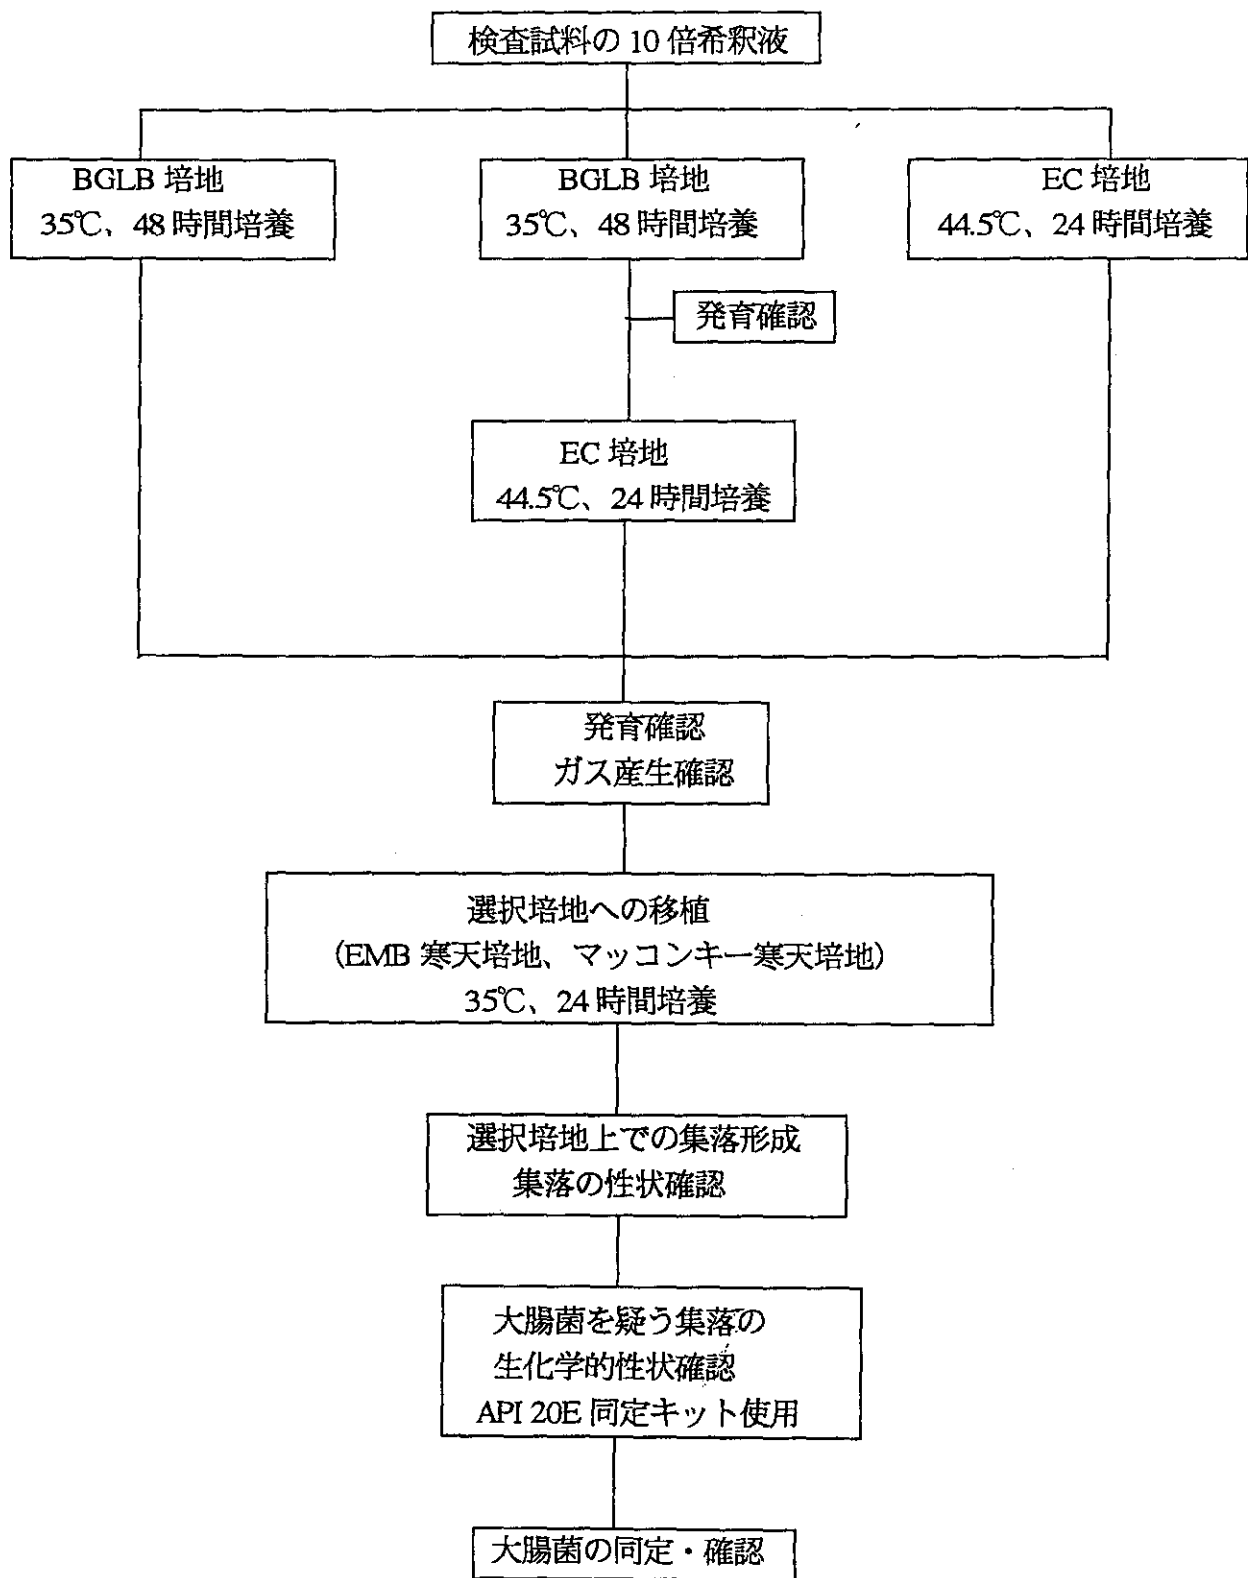 検査試料の 10 倍希釈液
BGLB 培地
35℃、48 時間培養
BGLB 培地
35℃、48 時間培養
EC 培地
44.5℃、24 時間培養
発育確認
EC 培地
44.5℃、24 時間培養
発育確認
ガス産生確認
選択培地への移植
(EMB 寒天培地、マッコンキー寒天培地)
35℃、24 時間培養
選択培地上での集落形成
集落の性状確認
大腸菌を疑う集落の
生化学的性状確認
API 20E 同定キット使用
大腸菌の同定・確認